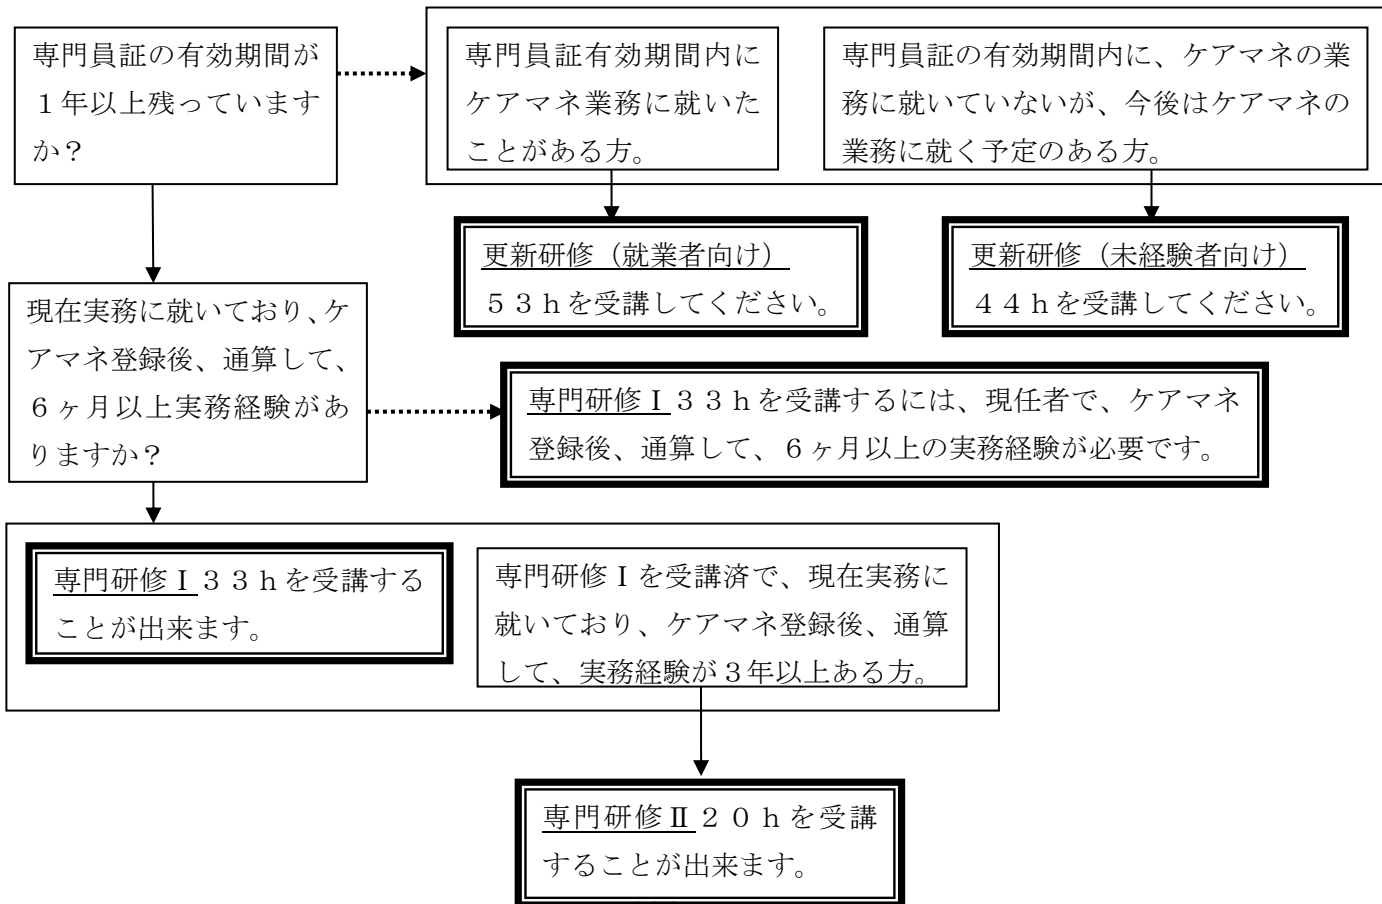 専門員証の有効期間が
１年以上残っています
か？
専門員証有効期間内に
ケアマネ業務に就いた
ことがある方。
専門員証の有効期間内に、ケアマネの業
務に就いていないが、今後はケアマネの
業務に就く予定のある方。
更新研修（就業者向け）
５３ｈを受講してください。
更新研修（未経験者向け）
４４ｈを受講してください。
現在実務に就いており、ケ
アマネ登録後、通算して、
６ヶ月以上実務経験があ
りますか？
専門研修Ⅰ３３ｈを受講するには、現任者で、ケアマネ
登録後、通算して、６ヶ月以上の実務経験が必要です。
専門研修Ⅰ３３ｈを受講する
ことが出来ます。
専門研修Ⅰを受講済で、現在実務に
就いており、ケアマネ登録後、通算
して、実務経験が３年以上ある方。
専門研修Ⅱ２０ｈを受講
することが出来ます。